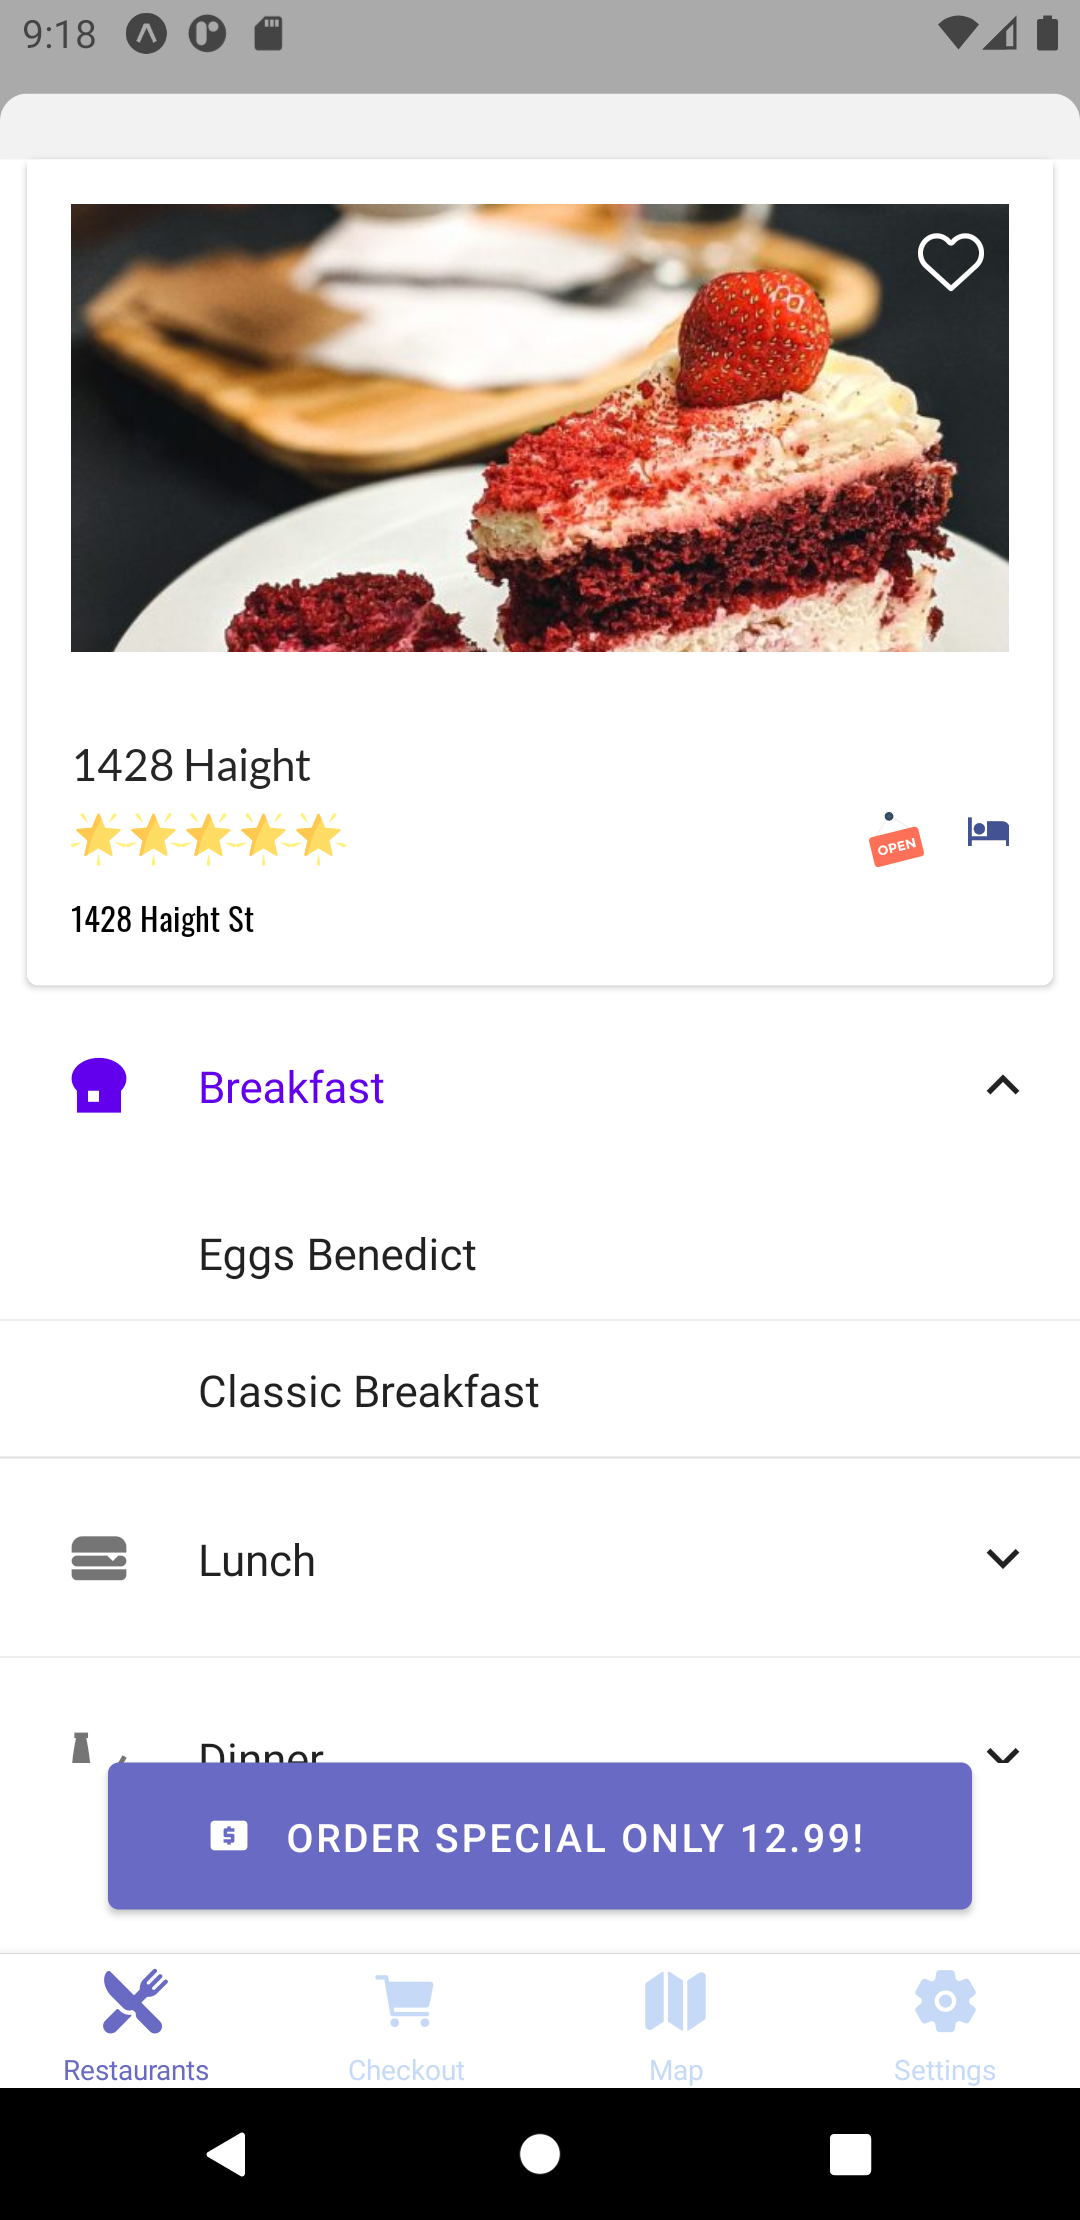 9:18
1428 Haight
OPEN
1428 Haight St
Breakfast
Eggs Benedict
Classic Breakfast
Lunch
Dinner
$ ORDER SPECIAL ONLY 12.99!
Restaurants
Checkout
Map
Settings